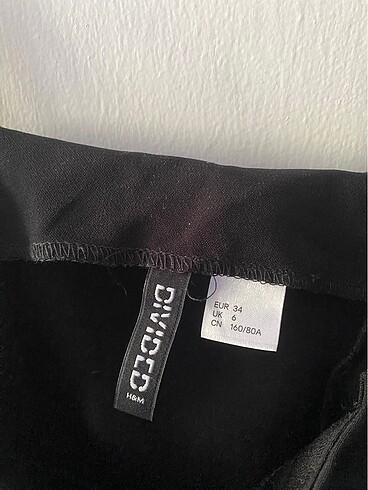 DIVIDED
H&M
EUR 34
UK 6
CN 160/80A